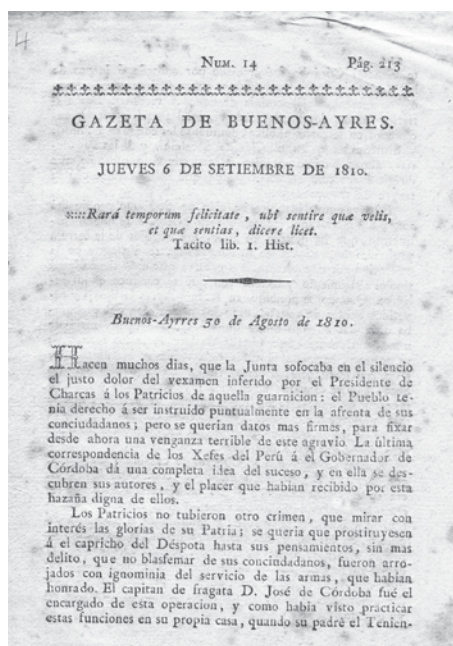 4
Num. 14 Pág. 213
GAZETA DE BUENOS-AYRES.
JUEVES 6 DE SETIEMBRE DE 1810.
::::Rará temporum felicitate, ubi sentire quæ velis,
et quæ sentias, dicere licet.
Tacito lib. 1. Hist.
Buenos-Ayrres 30 de Agosto de 1810.
Hacen muchos dias, que la Junta sofocaba en el silencio
el justo dolor del vexamen inferido por el Presidente de
Charcas á los Patricios de aquella guarnicion: el Pueblo te-
nia derecho á ser instruido puntualmente en la afrenta de sus
conciudadanos; pero se querian datos mas firmes, para fixar
desde ahora una venganza terrible de este agravio. La última
correspondencia de los Xefes del Perú á el Gobernador de
Córdoba dá una completa idea del suceso, y en ella se des-
cubren sus autores, y el placer que habian recibido por esta
hazaña digna de ellos.
Los Patricios no tubieron otro crimen, que mirar con
interés las glorias de su Patria; se queria que prostituyesen
á el capricho del Déspota hasta sus pensamientos, sin mas
delito, que no blasfemar de sus conciudadanos, fueron arro-
jados con ignominia del servicio de las armas, que habian
honrado. El capitan de fragata D. José de Córdoba fué el
encargado de esta operacion, y como habia visto practicar
estas funciones en su propia casa, quando su padre el Tenien-